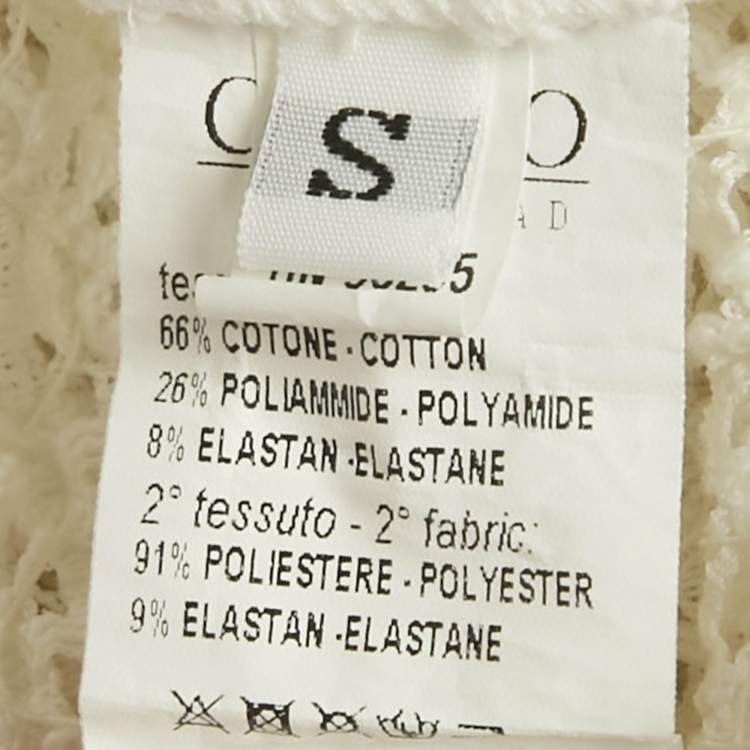 S
66% COTONE · COTTON
26% POLIAMMIDE · POLYAMIDE
8% ELASTAN · ELASTANE
2° tessuto - 2° fabric:
91% POLIESTERE · POLYESTER
9% ELASTAN · ELASTANE